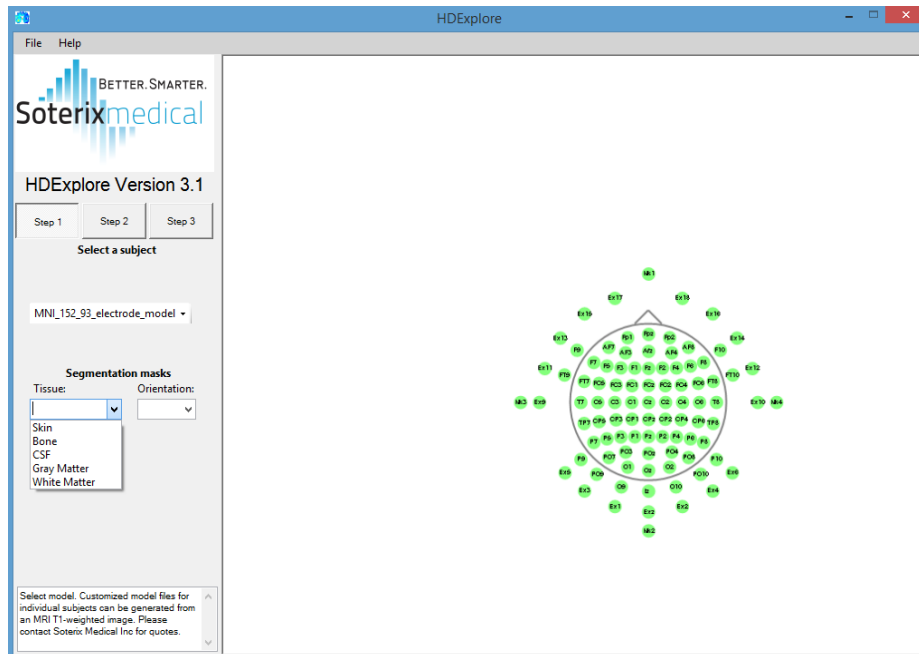 HDExplore
File Help
BETTER. SMARTER.
Soterixmedical
HDExplore Version 3.1
Step 1 Step 2 Step 3
Select a subject
MNI_152_93_electrode_model
Segmentation masks
Tissue: Orientation:
Skin
Bone
CSF
Gray Matter
White Matter
Select model. Customized model files for
individual subjects can be generated from
an MRI T1-weighted image. Please
contact Soterix Medical Inc for quotes.
Nk1
Ex17 Ex18
Ex15 Ex16
Ex13 Fp1 Fpz Fp2 Ex14
F9 AF7 AF3 Afz AF4 AF8 F10
Ex11 FT9 F7 F5 F3 F1 Fz F2 F4 F6 F8 FT10 Ex12
FT7 FC5 FC3 FC1 FCz FC2 FC4 FC6 FT8
Nk3 Ex9 T7 C5 C3 C1 Cz C2 C4 C6 T8 Ex10 Nk4
TP7 CP5 CP3 CP1 CPz CP2 CP4 CP6 TP8
P7 P5 P3 P1 Pz P2 P4 P6 P8
P9 PO7 PO3 POz PO4 PO8 P10
Ex5 PO9 O1 Oz O2 PO10 Ex6
Ex3 O9 Iz O10 Ex4
Ex1 Exz Ex2
Nk2